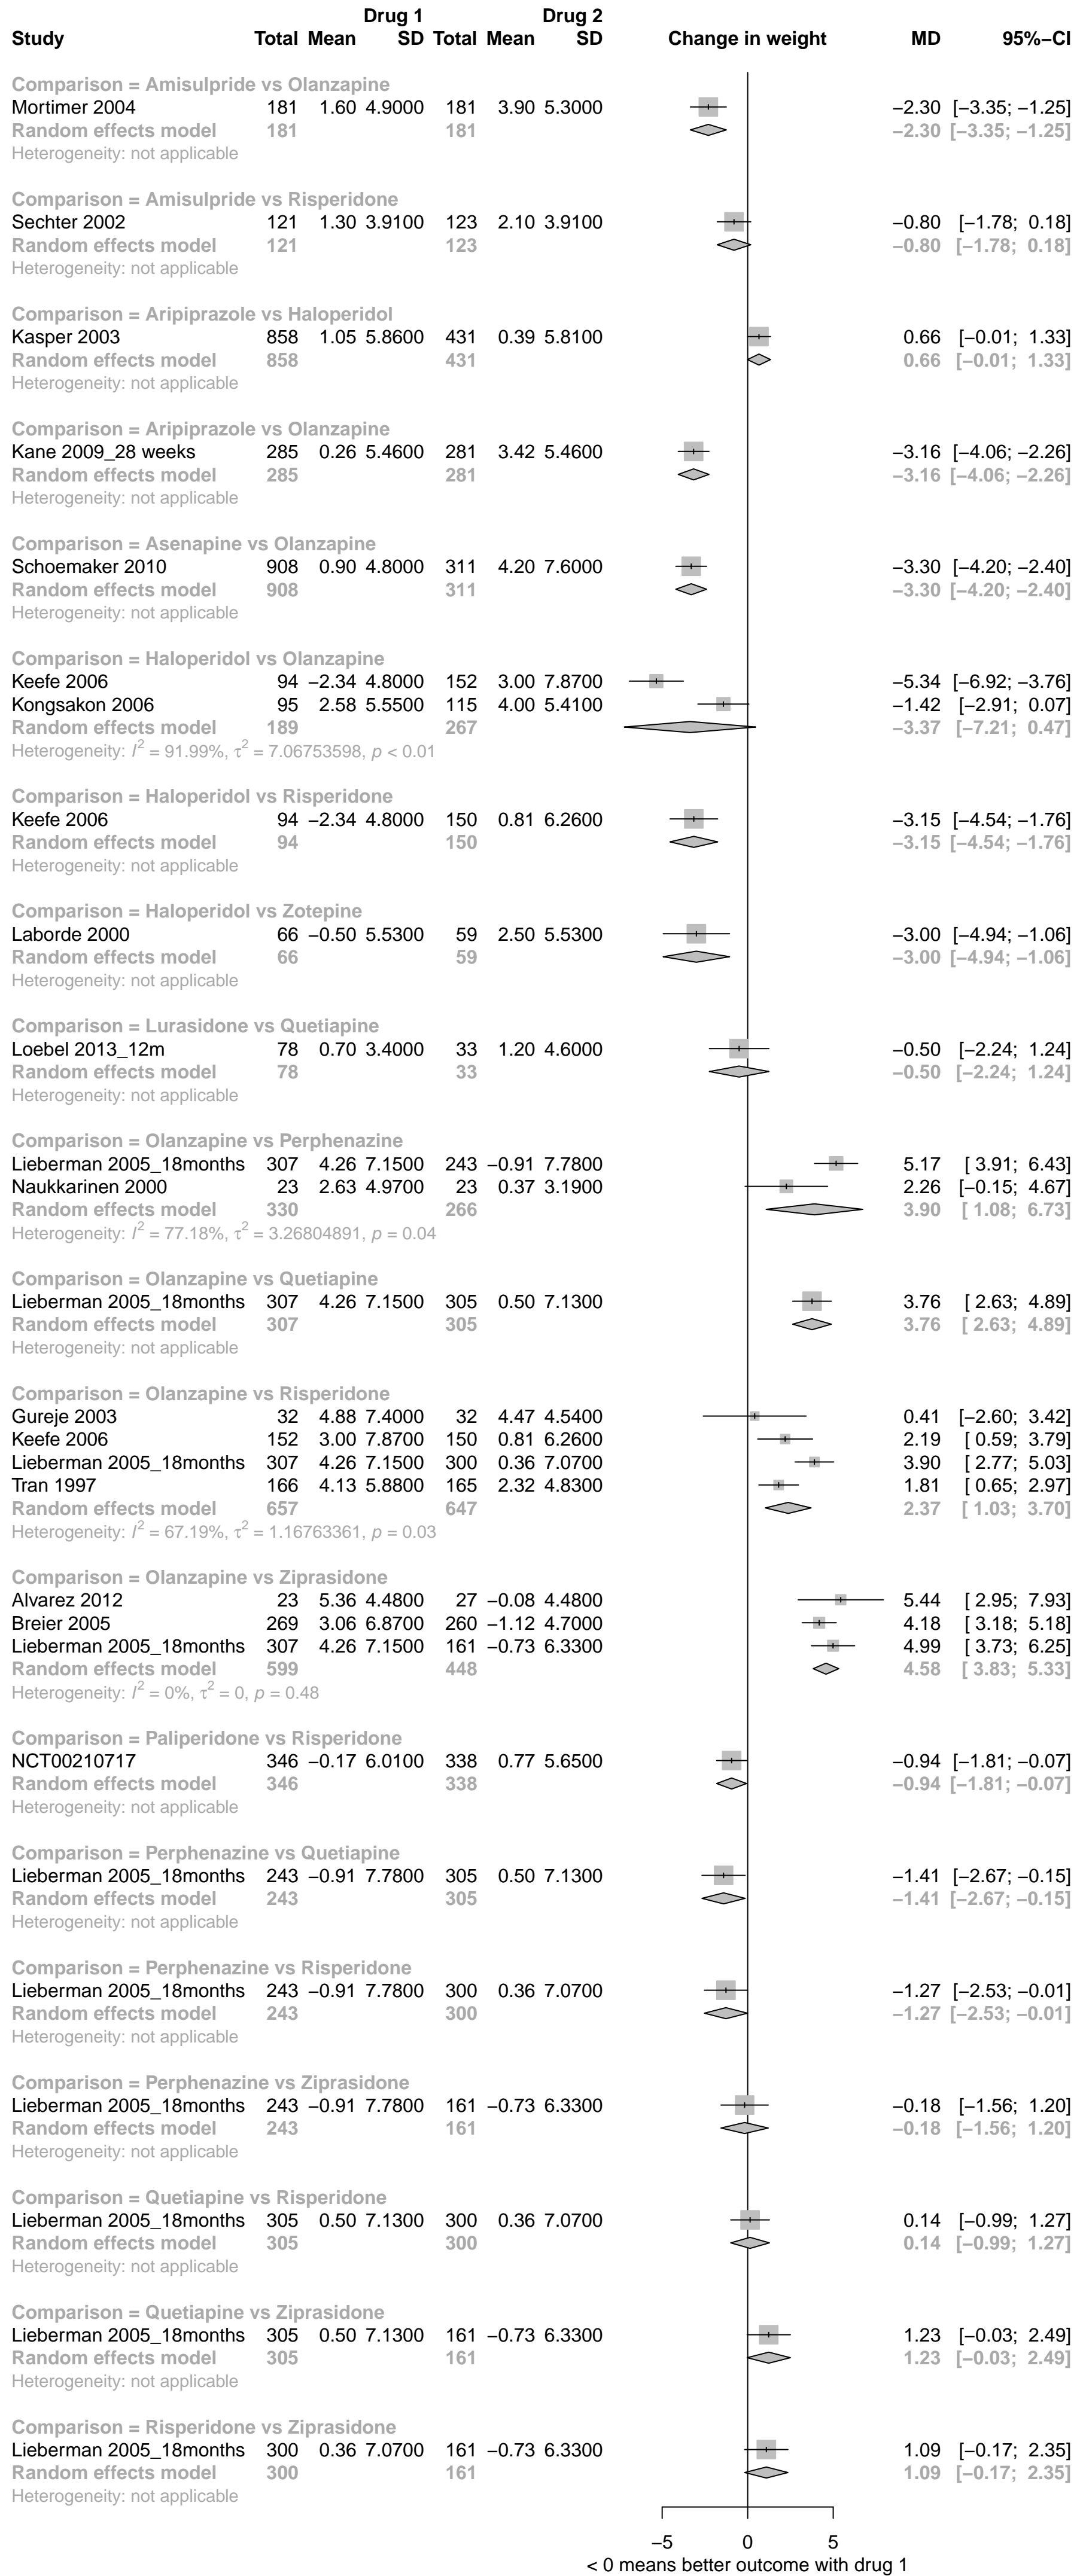 Drug 1 Drug 2
Study Total Mean SD Total Mean SD Change in weight MD 95%−CI
Comparison = Amisulpride vs Olanzapine
Mortimer 2004 181 1.60 4.9000 181 3.90 5.3000 −2.30 [−3.35; −1.25]
Random effects model 181 181 −2.30 [−3.35; −1.25]
Heterogeneity: not applicable
Comparison = Amisulpride vs Risperidone
Sechter 2002 121 1.30 3.9100 123 2.10 3.9100 −0.80 [−1.78; 0.18]
Random effects model 121 123 −0.80 [−1.78; 0.18]
Heterogeneity: not applicable
Comparison = Aripiprazole vs Haloperidol
Kasper 2003 858 1.05 5.8600 431 0.39 5.8100 0.66 [−0.01; 1.33]
Random effects model 858 431 0.66 [−0.01; 1.33]
Heterogeneity: not applicable
Comparison = Aripiprazole vs Olanzapine
Kane 2009_28 weeks 285 0.26 5.4600 281 3.42 5.4600 −3.16 [−4.06; −2.26]
Random effects model 285 281 −3.16 [−4.06; −2.26]
Heterogeneity: not applicable
Comparison = Asenapine vs Olanzapine
Schoemaker 2010 908 0.90 4.8000 311 4.20 7.6000 −3.30 [−4.20; −2.40]
Random effects model 908 311 −3.30 [−4.20; −2.40]
Heterogeneity: not applicable
Comparison = Haloperidol vs Olanzapine
Keefe 2006 94 −2.34 4.8000 152 3.00 7.8700 −5.34 [−6.92; −3.76]
Kongsakon 2006 95 2.58 5.5500 115 4.00 5.4100 −1.42 [−2.91; 0.07]
Random effects model 189 267 −3.37 [−7.21; 0.47]
Heterogeneity: I² = 91.99%, τ² = 7.06753598, p < 0.01
Comparison = Haloperidol vs Risperidone
Keefe 2006 94 −2.34 4.8000 150 0.81 6.2600 −3.15 [−4.54; −1.76]
Random effects model 94 150 −3.15 [−4.54; −1.76]
Heterogeneity: not applicable
Comparison = Haloperidol vs Zotepine
Laborde 2000 66 −0.50 5.5300 59 2.50 5.5300 −3.00 [−4.94; −1.06]
Random effects model 66 59 −3.00 [−4.94; −1.06]
Heterogeneity: not applicable
Comparison = Lurasidone vs Quetiapine
Loebel 2013_12m 78 0.70 3.4000 33 1.20 4.6000 −0.50 [−2.24; 1.24]
Random effects model 78 33 −0.50 [−2.24; 1.24]
Heterogeneity: not applicable
Comparison = Olanzapine vs Perphenazine
Lieberman 2005_18months 307 4.26 7.1500 243 −0.91 7.7800 5.17 [ 3.91; 6.43]
Naukkarinen 2000 23 2.63 4.9700 23 0.37 3.1900 2.26 [−0.15; 4.67]
Random effects model 330 266 3.90 [ 1.08; 6.73]
Heterogeneity: I² = 77.18%, τ² = 3.26804891, p = 0.04
Comparison = Olanzapine vs Quetiapine
Lieberman 2005_18months 307 4.26 7.1500 305 0.50 7.1300 3.76 [ 2.63; 4.89]
Random effects model 307 305 3.76 [ 2.63; 4.89]
Heterogeneity: not applicable
Comparison = Olanzapine vs Risperidone
Gureje 2003 32 4.88 7.4000 32 4.47 4.5400 0.41 [−2.60; 3.42]
Keefe 2006 152 3.00 7.8700 150 0.81 6.2600 2.19 [ 0.59; 3.79]
Lieberman 2005_18months 307 4.26 7.1500 300 0.36 7.0700 3.90 [ 2.77; 5.03]
Tran 1997 166 4.13 5.8800 165 2.32 4.8300 1.81 [ 0.65; 2.97]
Random effects model 657 647 2.37 [ 1.03; 3.70]
Heterogeneity: I² = 67.19%, τ² = 1.16763361, p = 0.03
Comparison = Olanzapine vs Ziprasidone
Alvarez 2012 23 5.36 4.4800 27 −0.08 4.4800 5.44 [ 2.95; 7.93]
Breier 2005 269 3.06 6.8700 260 −1.12 4.7000 4.18 [ 3.18; 5.18]
Lieberman 2005_18months 307 4.26 7.1500 161 −0.73 6.3300 4.99 [ 3.73; 6.25]
Random effects model 599 448 4.58 [ 3.83; 5.33]
Heterogeneity: I² = 0%, τ² = 0, p = 0.48
Comparison = Paliperidone vs Risperidone
NCT00210717 346 −0.17 6.0100 338 0.77 5.6500 −0.94 [−1.81; −0.07]
Random effects model 346 338 −0.94 [−1.81; −0.07]
Heterogeneity: not applicable
Comparison = Perphenazine vs Quetiapine
Lieberman 2005_18months 243 −0.91 7.7800 305 0.50 7.1300 −1.41 [−2.67; −0.15]
Random effects model 243 305 −1.41 [−2.67; −0.15]
Heterogeneity: not applicable
Comparison = Perphenazine vs Risperidone
Lieberman 2005_18months 243 −0.91 7.7800 300 0.36 7.0700 −1.27 [−2.53; −0.01]
Random effects model 243 300 −1.27 [−2.53; −0.01]
Heterogeneity: not applicable
Comparison = Perphenazine vs Ziprasidone
Lieberman 2005_18months 243 −0.91 7.7800 161 −0.73 6.3300 −0.18 [−1.56; 1.20]
Random effects model 243 161 −0.18 [−1.56; 1.20]
Heterogeneity: not applicable
Comparison = Quetiapine vs Risperidone
Lieberman 2005_18months 305 0.50 7.1300 300 0.36 7.0700 0.14 [−0.99; 1.27]
Random effects model 305 300 0.14 [−0.99; 1.27]
Heterogeneity: not applicable
Comparison = Quetiapine vs Ziprasidone
Lieberman 2005_18months 305 0.50 7.1300 161 −0.73 6.3300 1.23 [−0.03; 2.49]
Random effects model 305 161 1.23 [−0.03; 2.49]
Heterogeneity: not applicable
Comparison = Risperidone vs Ziprasidone
Lieberman 2005_18months 300 0.36 7.0700 161 −0.73 6.3300 1.09 [−0.17; 2.35]
Random effects model 300 161 1.09 [−0.17; 2.35]
Heterogeneity: not applicable
−5 0 5
< 0 means better outcome with drug 1